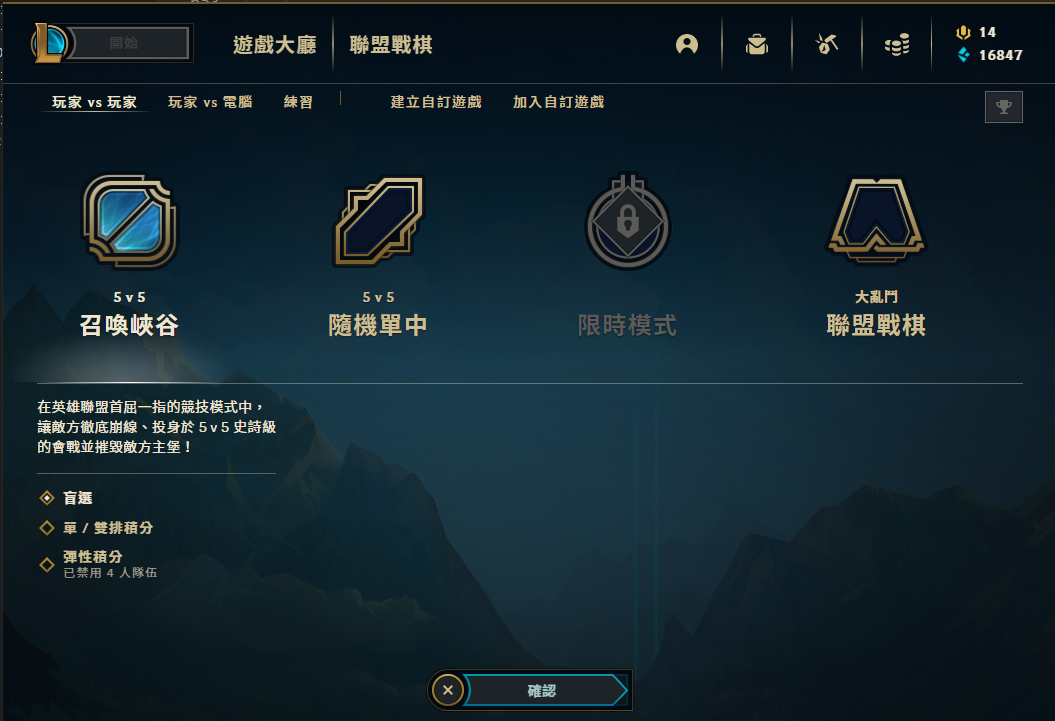 開始
遊戲大廳
聯盟戰棋
14
16847
玩家 vs 玩家
玩家 vs 電腦
練習
建立自訂遊戲
加入自訂遊戲
5 v 5
召喚峽谷
5 v 5
隨機單中
限時模式
大亂鬥
聯盟戰棋
在英雄聯盟首屈一指的競技模式中，
讓敵方徹底崩線、投身於 5 v 5 史詩級
的會戰並摧毀敵方主堡！
盲選
單 / 雙排積分
彈性積分
已禁用 4 人隊伍
確認